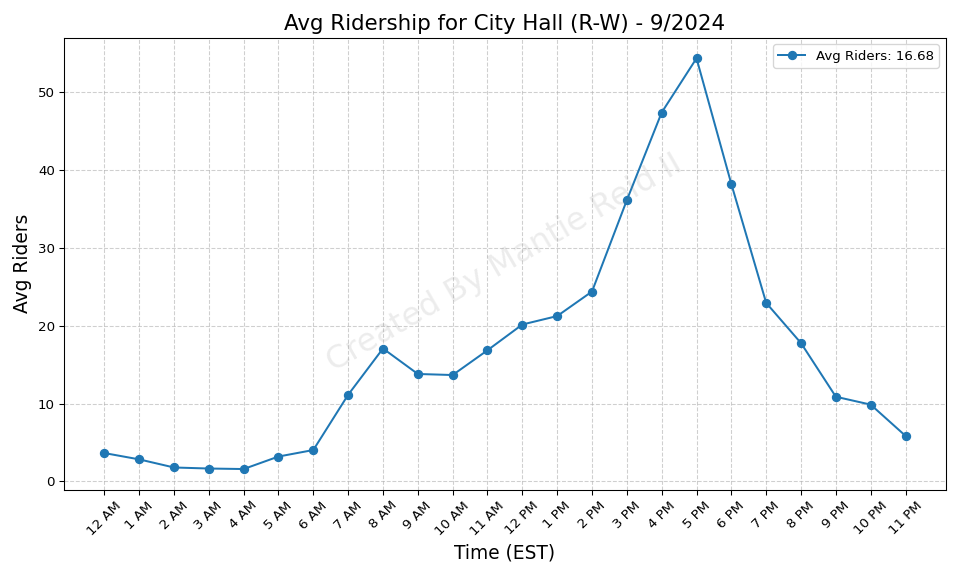 Avg Ridership for City Hall (R-W) - 9/2024
Avg Riders: 16.68
Avg Riders
50
40
30
20
10
0
Created By Mantie Reid II
12 AM
1 AM
2 AM
3 AM
4 AM
5 AM
6 AM
7 AM
8 AM
9 AM
10 AM
11 AM
12 PM
1 PM
2 PM
3 PM
4 PM
5 PM
6 PM
7 PM
8 PM
9 PM
10 PM
11 PM
Time (EST)